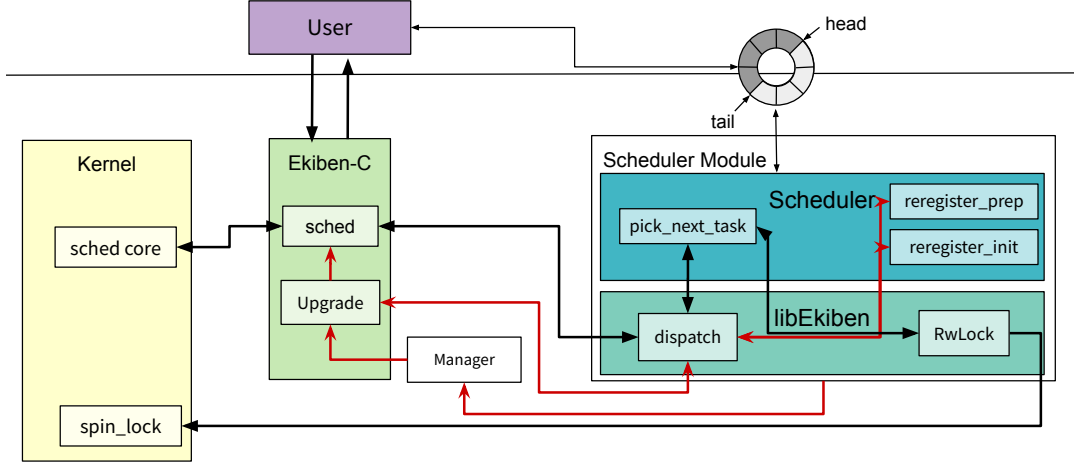 User
head
tail
Kernel
Ekiben-C
Scheduler Module
Scheduler
reregister_prep
sched
pick_next_task
sched core
reregister_init
Upgrade
libEkiben
dispatch
RwLock
Manager
spin_lock